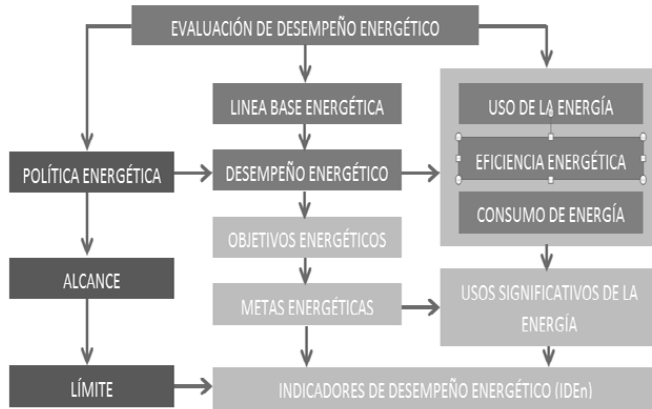 EVALUACIÓN DE DESEMPEÑO ENERGÉTICO
LINEA BASE ENERGÉTICA
USO DE LA ENERGÍA
POLÍTICA ENERGÉTICA
DESEMPEÑO ENERGÉTICO
EFICIENCIA ENERGÉTICA
CONSUMO DE ENERGÍA
OBJETIVOS ENERGÉTICOS
ALCANCE
METAS ENERGÉTICAS
USOS SIGNIFICATIVOS DE LA
ENERGÍA
LÍMITE
INDICADORES DE DESEMPEÑO ENERGÉTICO (IDEn)